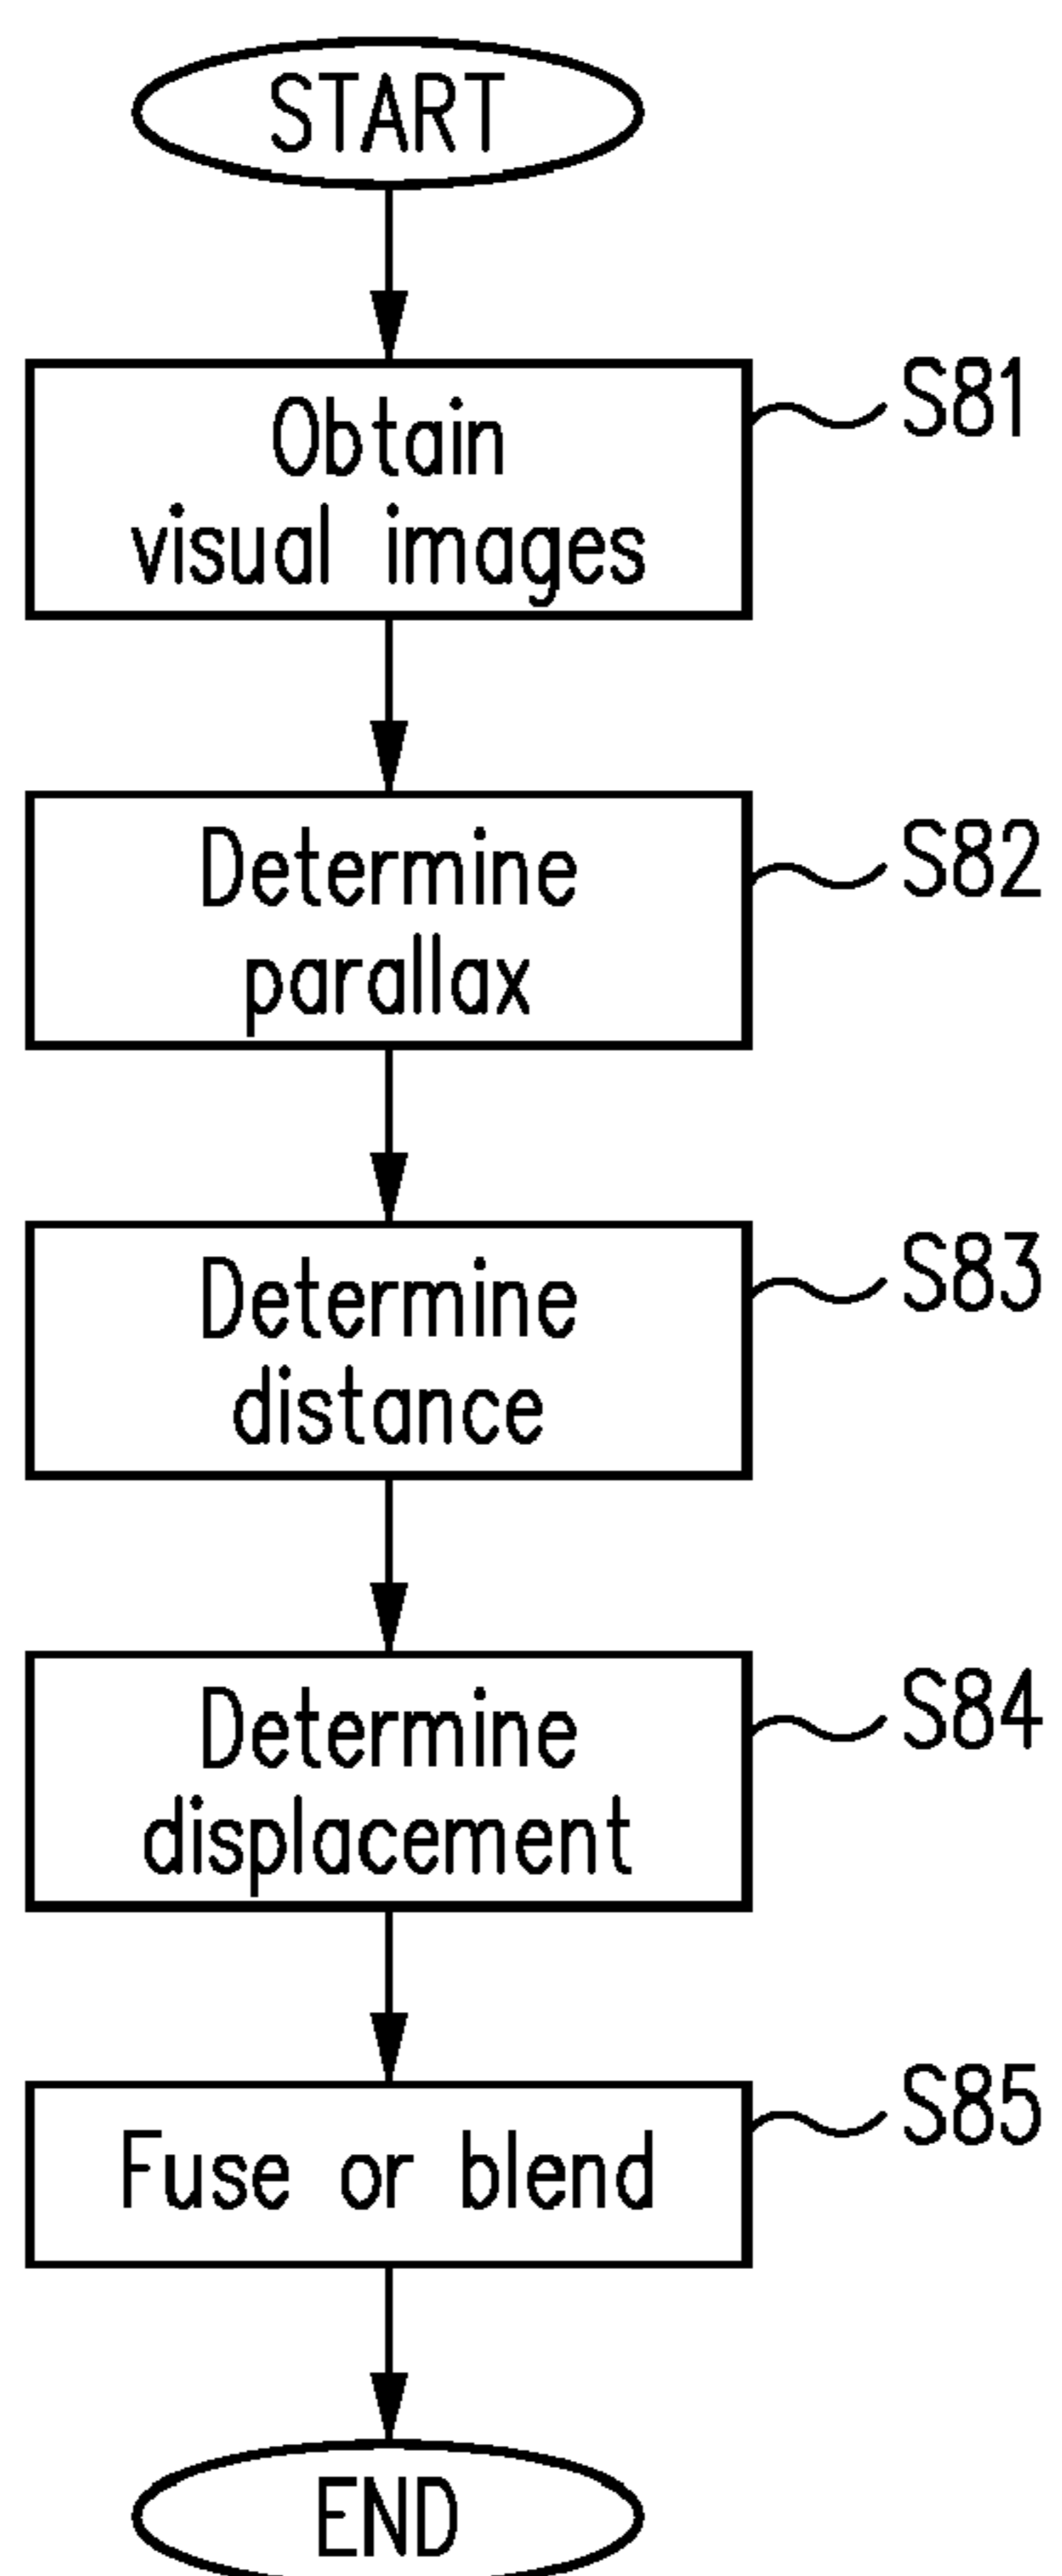 START
Obtain
visual images
S81
Determine
parallax
S82
Determine
distance
S83
Determine
displacement
S84
Fuse or blend
S85
END